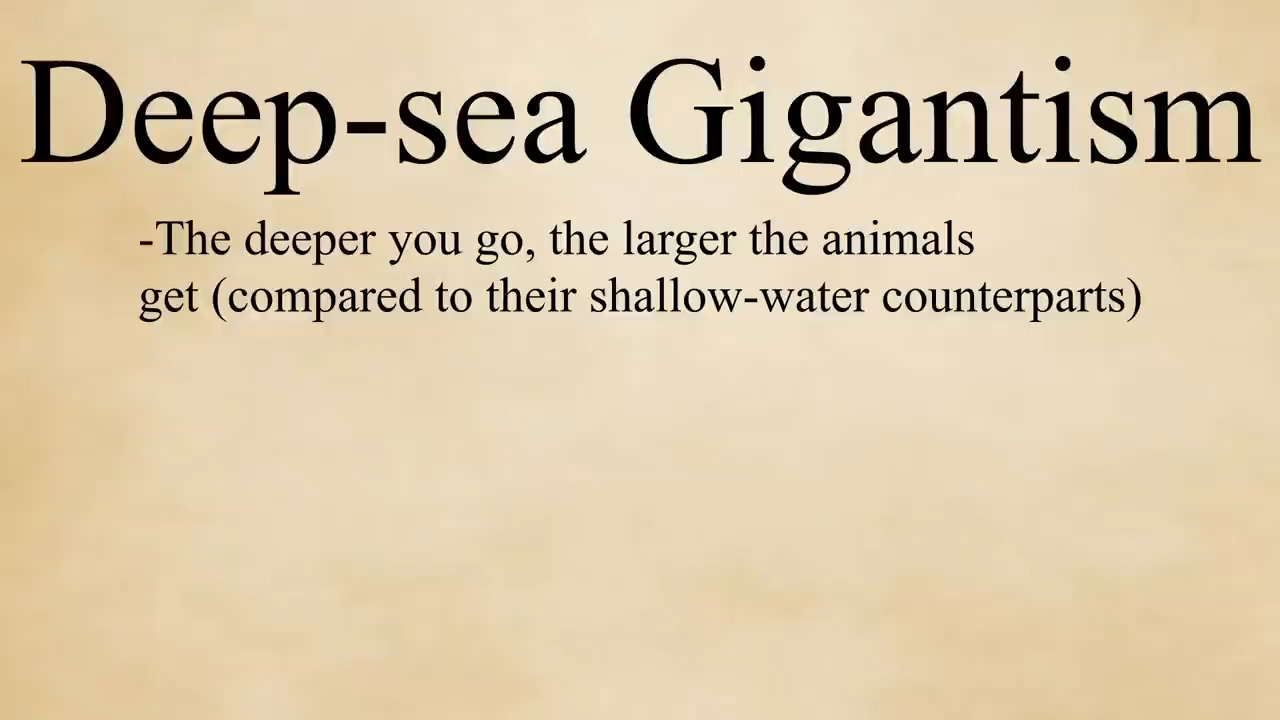 Deep-sea Gigantism
-The deeper you go, the larger the animals
get (compared to their shallow-water counterparts)